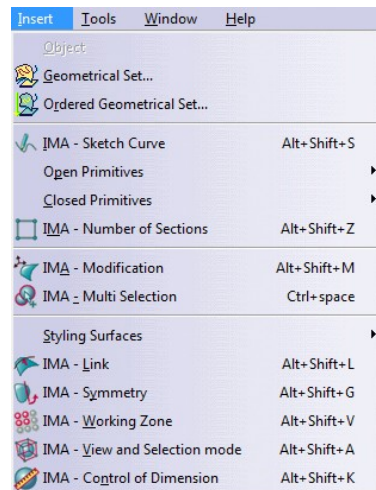 Insert Tools Window Help
Object
Geometrical Set...
Ordered Geometrical Set...
IMA - Sketch Curve Alt+Shift+S
Open Primitives
Closed Primitives
IMA - Number of Sections Alt+Shift+Z
IMA - Modification Alt+Shift+M
IMA - Multi Selection Ctrl+space
Styling Surfaces
IMA - Link Alt+Shift+L
IMA - Symmetry Alt+Shift+G
IMA - Working Zone Alt+Shift+V
IMA - View and Selection mode Alt+Shift+A
IMA - Control of Dimension Alt+Shift+K